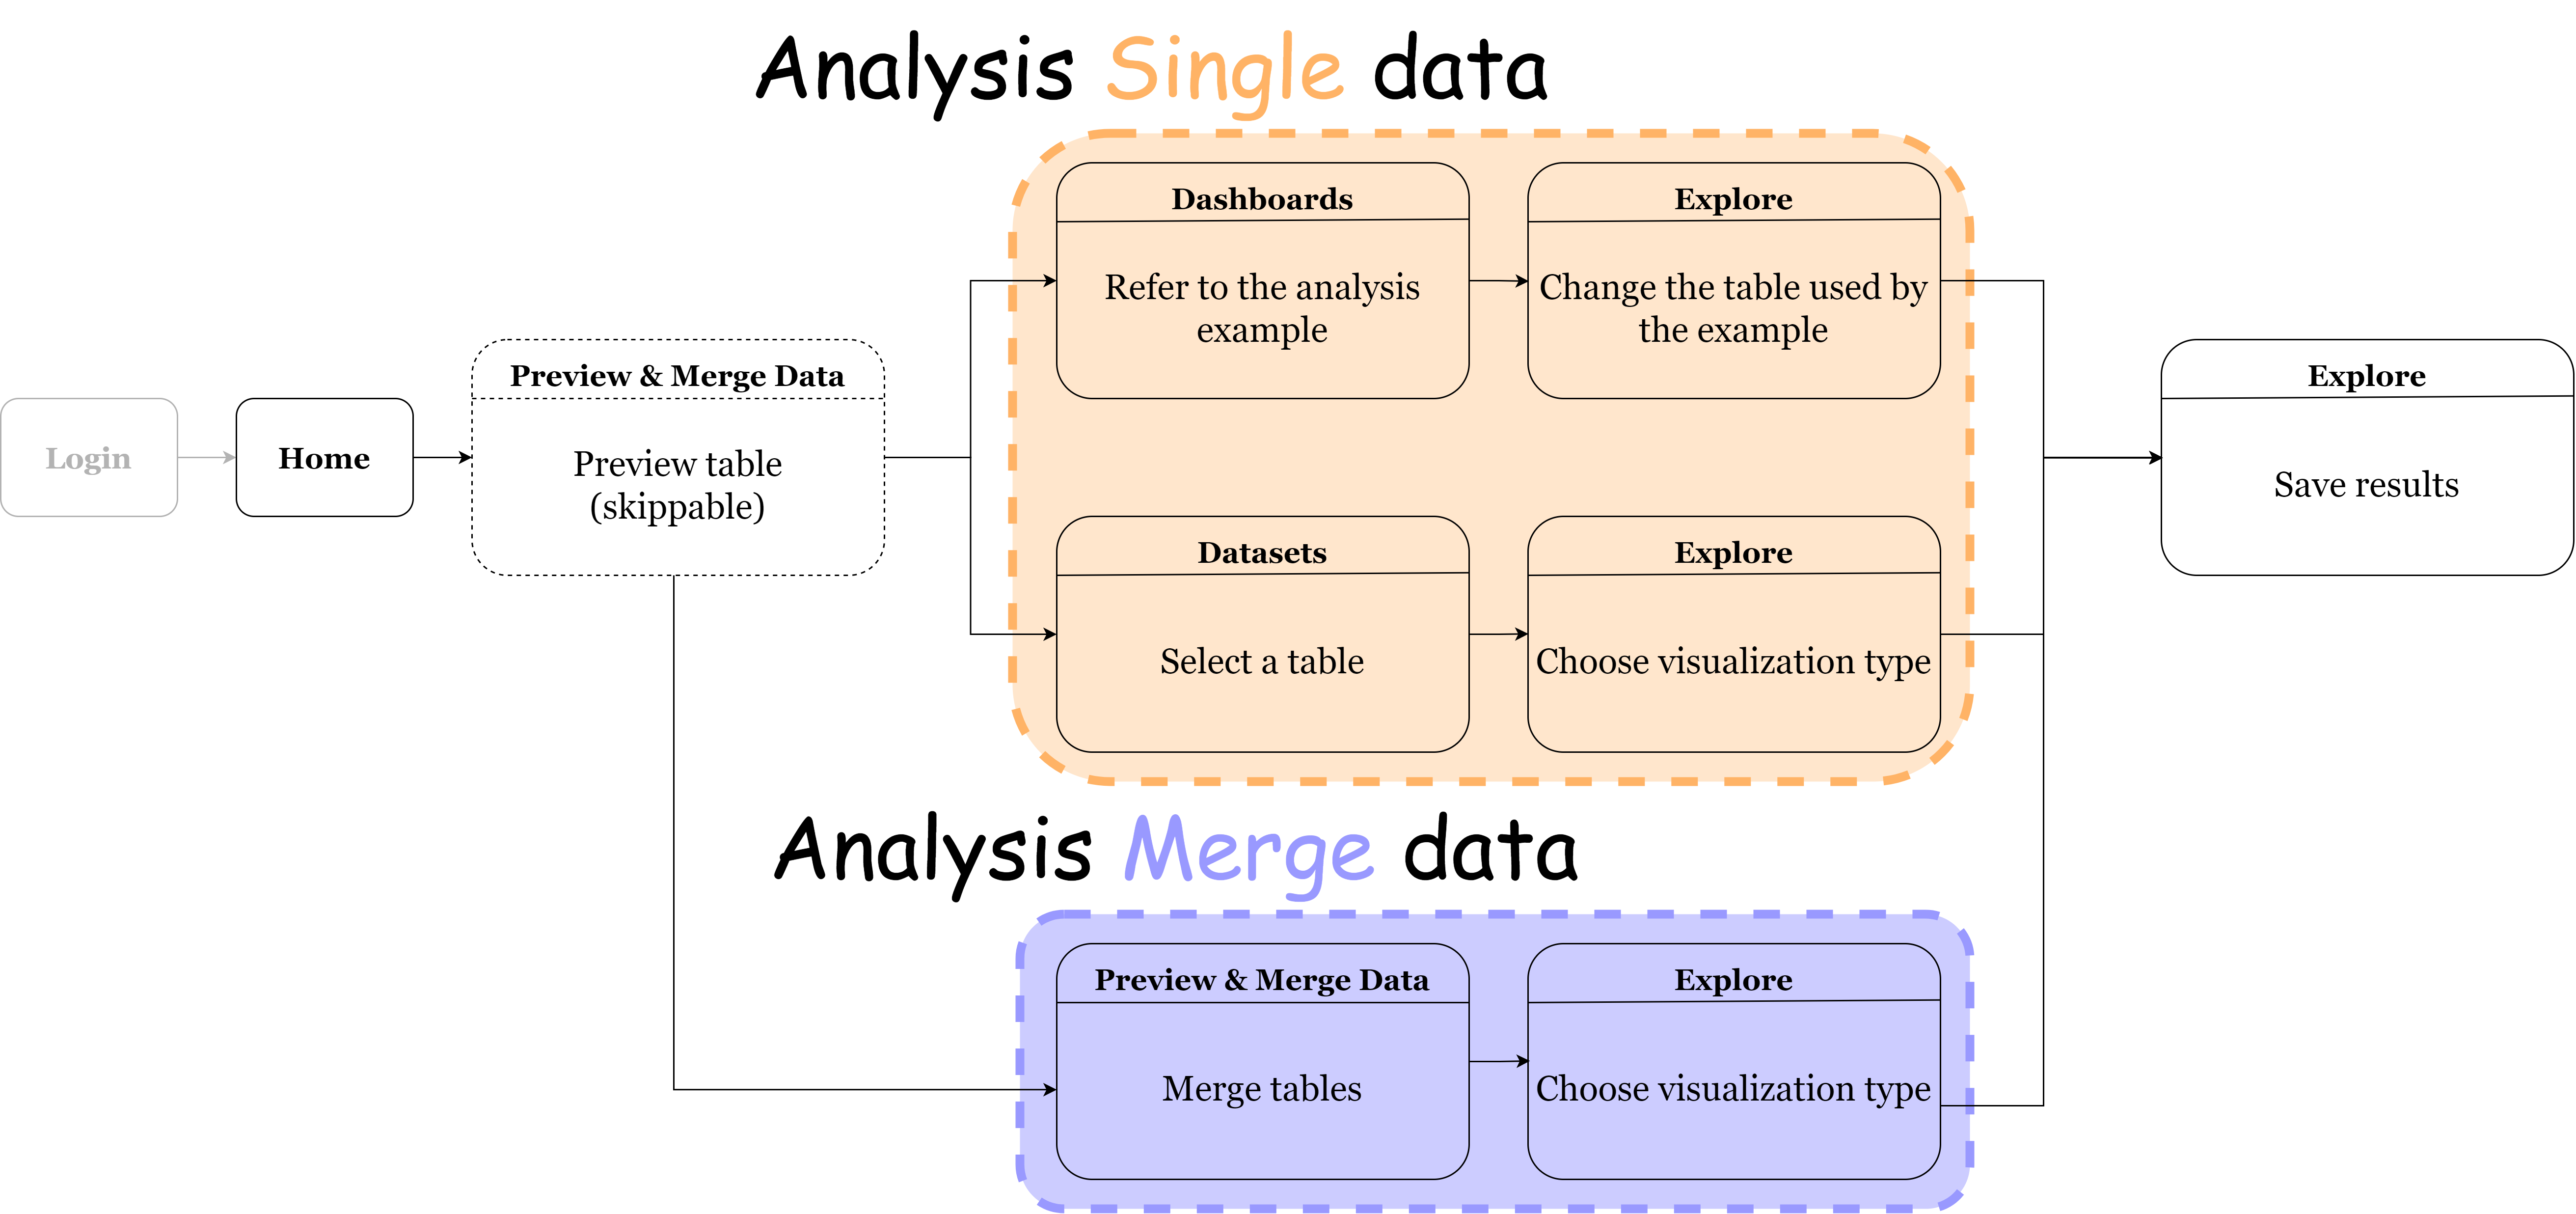 Analysis Single data
Login
Home
Preview & Merge Data
Preview table
(skippable)
Dashboards
Refer to the analysis
example
Explore
Change the table used by
the example
Datasets
Select a table
Explore
Choose visualization type
Explore
Save results
Analysis Merge data
Preview & Merge Data
Merge tables
Explore
Choose visualization type